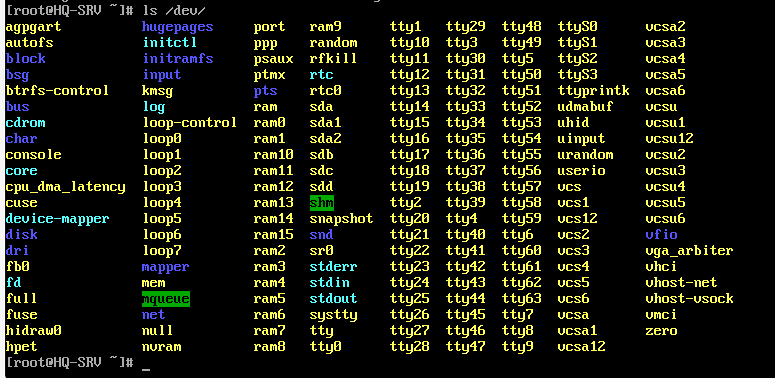 [root@HQ-SRV ~]# ls /dev/
agpgart hugepages port ram9 tty1 tty29 tty48 ttyS0 vcsa2
autofs initctl ppp random tty10 tty3 tty49 ttyS1 vcsa3
block initramfs psaux rfkill tty11 tty30 tty5 ttyS2 vcsa4
bsg input ptmx rtc tty12 tty31 tty50 ttyS3 vcsa5
btrfs-control kmsg pts rtc0 tty13 tty32 tty51 ttyprintk vcsa6
bus log ram sda tty14 tty33 tty52 udmabuf vcsu
cdrom loop-control ram0 sda1 tty15 tty34 tty53 uhid vcsu1
char loop0 ram1 sda2 tty16 tty35 tty54 uinput vcsu12
console loop1 ram10 sdb tty17 tty36 tty55 urandom vcsu2
core loop2 ram11 sdc tty18 tty37 tty56 userio vcsu3
cpu_dma_latency loop3 ram12 sdd tty19 tty38 tty57 vcs vcsu4
cuse loop4 ram13 shm tty2 tty39 tty58 vcs1 vcsu5
device-mapper loop5 ram14 snapshot tty20 tty4 tty59 vcs12 vcsu6
disk loop6 ram15 snd tty21 tty40 tty6 vcs2 vfio
dri loop7 ram2 sr0 tty22 tty41 tty60 vcs3 vga_arbiter
fb0 mapper ram3 stderr tty23 tty42 tty61 vcs4 vhci
fd mem ram4 stdin tty24 tty43 tty62 vcs5 vhost-net
full mqueue ram5 stdout tty25 tty44 tty63 vcs6 vhost-vsock
fuse net ram6 systty tty26 tty45 tty7 vcsa vmci
hidraw0 null ram7 tty tty27 tty46 tty8 vcsa1 zero
hpet nvram ram8 tty0 tty28 tty47 tty9 vcsa12
[root@HQ-SRV ~]# _